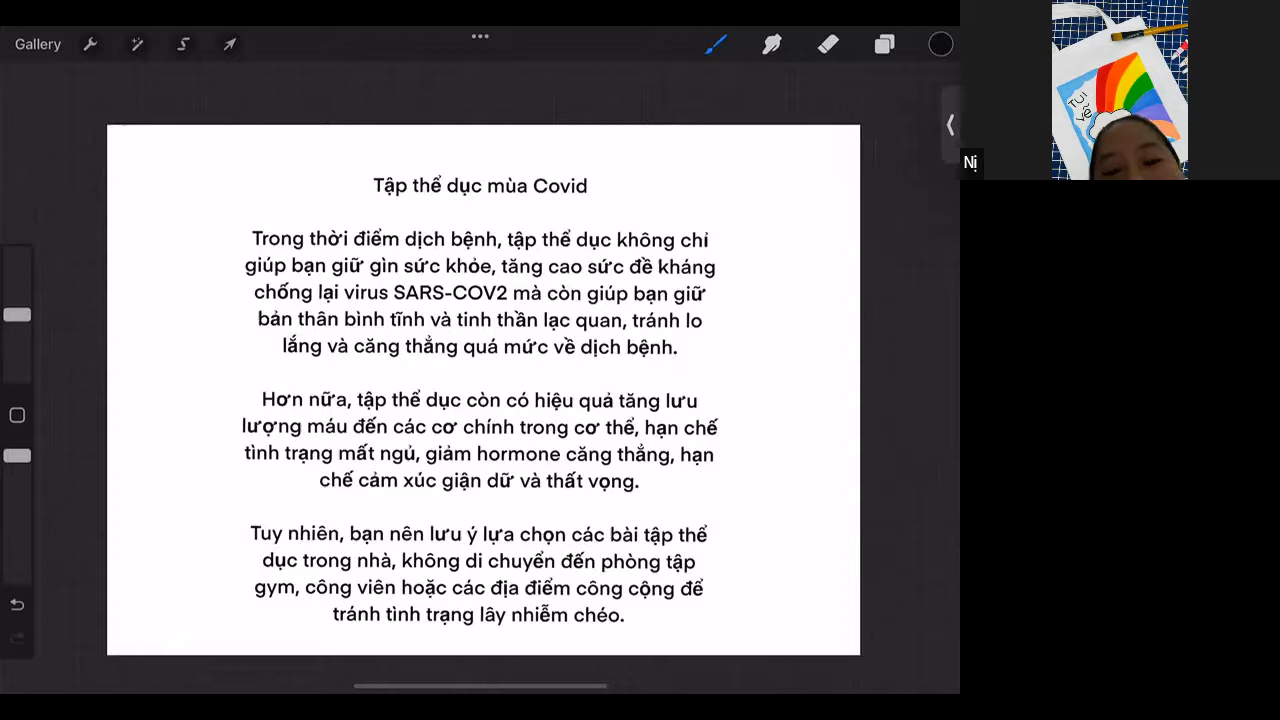 Gallery
Tập thể dục mùa Covid
Trong thời điểm dịch bệnh, tập thể dục không chỉ
giúp bạn giữ gìn sức khỏe, tăng cao sức đề kháng
chống lại virus SARS-COV2 mà còn giúp bạn giữ
bản thân bình tĩnh và tinh thần lạc quan, tránh lo
lắng và căng thẳng quá mức về dịch bệnh.
Hơn nữa, tập thể dục còn có hiệu quả tăng lưu
lượng máu đến các cơ chính trong cơ thể, hạn chế
tình trạng mất ngủ, giảm hormone căng thẳng, hạn
chế cảm xúc giận dữ và thất vọng.
Tuy nhiên, bạn nên lưu ý lựa chọn các bài tập thể
dục trong nhà, không di chuyển đến phòng tập
gym, công viên hoặc các địa điểm công cộng để
tránh tình trạng lây nhiễm chéo.
Nị